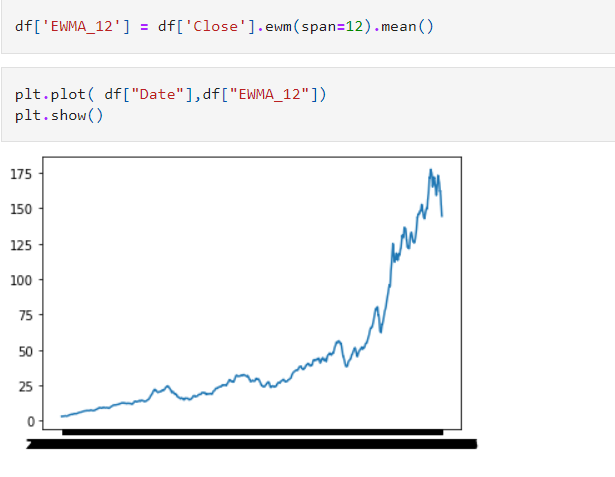 df['EWMA_12'] = df['Close'].ewm(span=12).mean()
plt.plot( df["Date"],df["EWMA_12"])
plt.show()
175
150
125
100
75
50
25
0